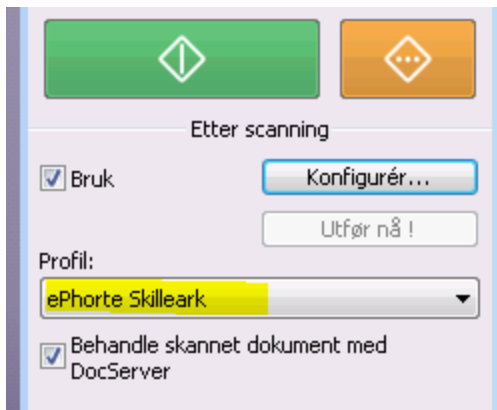 Etter scanning
Bruk
Konfigurér...
Utfør nå !
Profil:
ePhorte Skilleark
Behandle skannet dokument med
DocServer